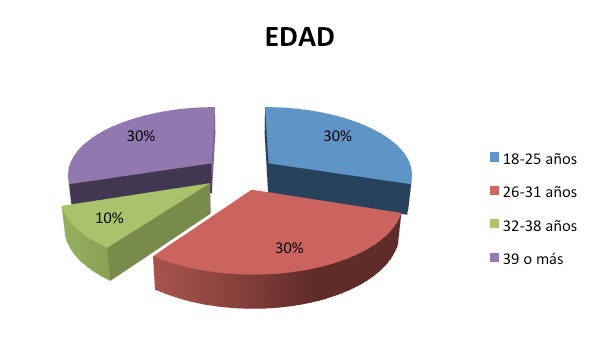 EDAD
30%
30%
10%
30%
18-25 años
26-31 años
32-38 años
39 o más